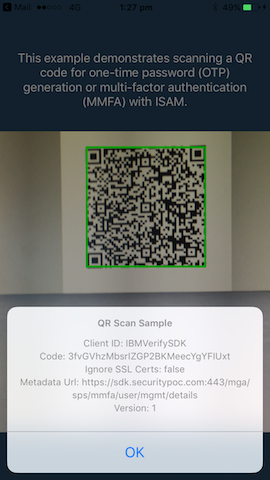 Mail 4G 1:27 pm 49%
This example demonstrates scanning a QR
code for one-time password (OTP)
generation or multi-factor authentication
(MMFA) with ISAM.
QR Scan Sample
Client ID: IBMVerifySDK
Code: 3fvGVhzMbsrIZGP2BKMeecYgYFlUxt
Ignore SSL Certs: false
Metadata Url: https://sdk.securitypoc.com:443/mga/
sps/mmfa/user/mgmt/details
Version: 1
OK